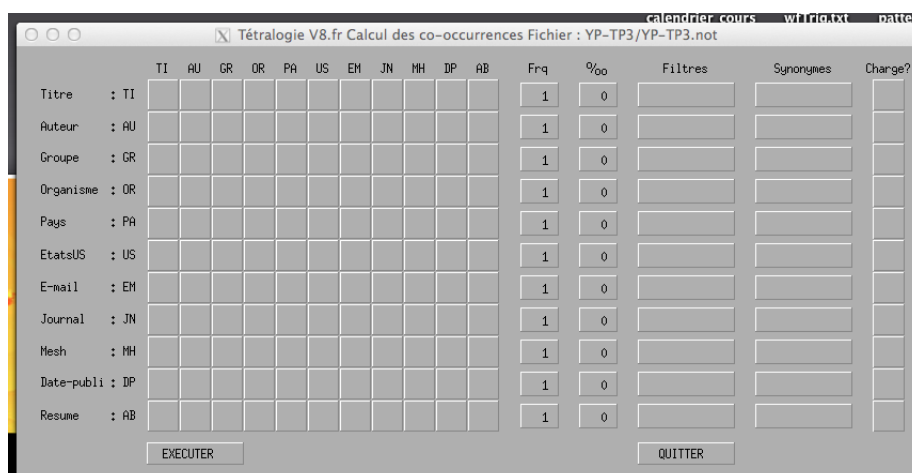 calendrier cours wfTrig.txt patte
X Tétralogie V8.fr Calcul des co-occurrences Fichier : YP-TP3/YP-TP3.not
TI AU GR OR PA US EM JN MH DP AB Frq ‰ Filtres Synonymes Charge?
Titre : TI 1 0
Auteur : AU 1 0
Groupe : GR 1 0
Organisme : OR 1 0
Pays : PA 1 0
EtatsUS : US 1 0
E-mail : EM 1 0
Journal : JN 1 0
Mesh : MH 1 0
Date-publi : DP 1 0
Resume : AB 1 0
EXECUTER QUITTER